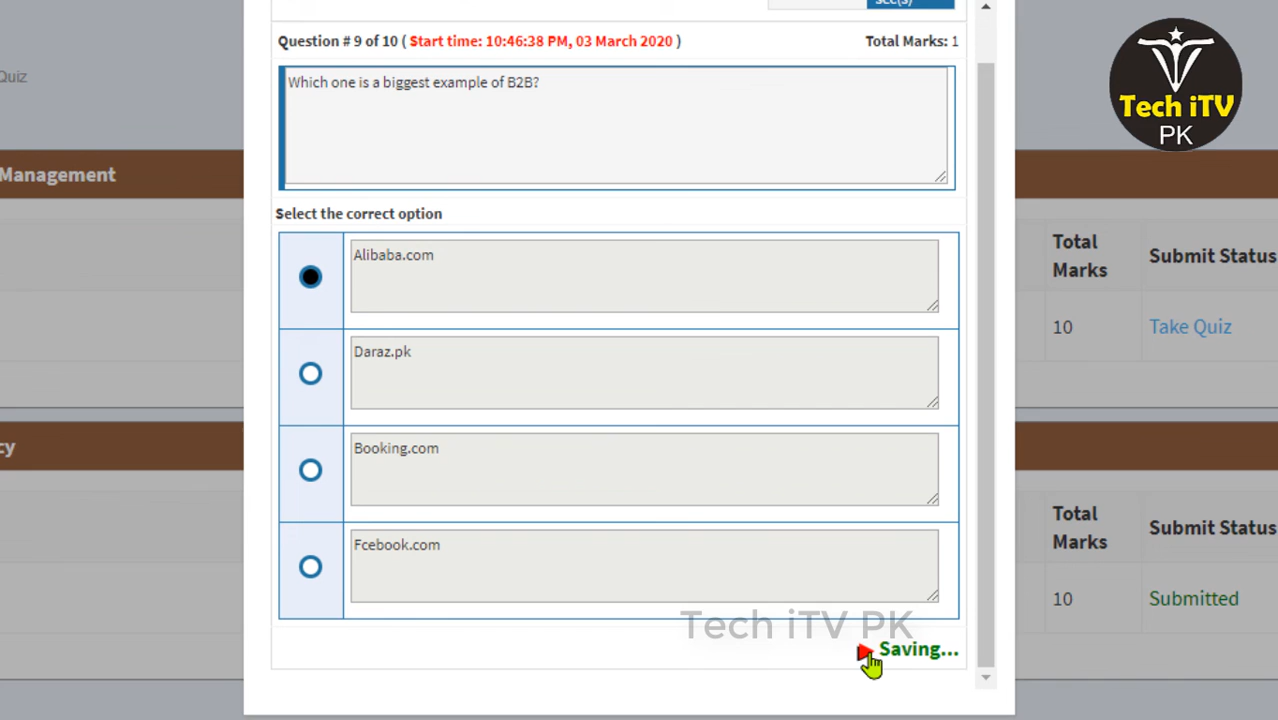 sec(s)
Question # 9 of 10 ( Start time: 10:46:38 PM, 03 March 2020 )
Total Marks: 1
Quiz
Tech iTV
PK
Which one is a biggest example of B2B?
Management
Select the correct option
Alibaba.com
Total
Marks
Submit Status
10
Take Quiz
Daraz.pk
cy
Booking.com
Total
Marks
Submit Status
Fcebook.com
10
Submitted
Tech iTV PK
Saving...